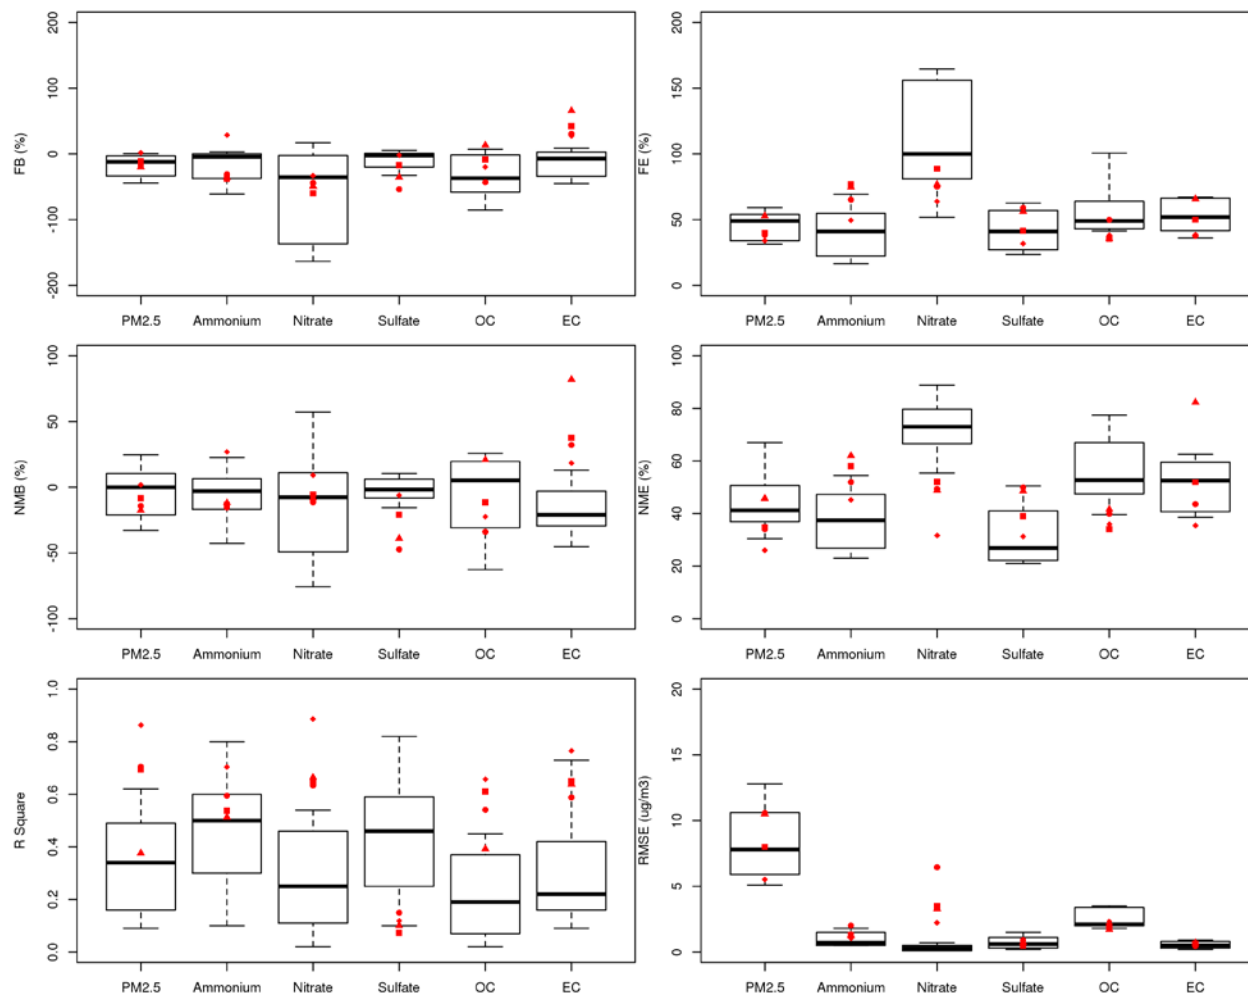 FB (%)
200
100
0
-100
-200
PM2.5 Ammonium Nitrate Sulfate OC EC
FE (%)
200
150
100
50
0
PM2.5 Ammonium Nitrate Sulfate OC EC
NMB (%)
100
50
0
-50
-100
PM2.5 Ammonium Nitrate Sulfate OC EC
NME (%)
100
80
60
40
20
0
PM2.5 Ammonium Nitrate Sulfate OC EC
R Square
1.0
0.8
0.6
0.4
0.2
0.0
PM2.5 Ammonium Nitrate Sulfate OC EC
RMSE (ug/m3)
20
15
10
5
0
PM2.5 Ammonium Nitrate Sulfate OC EC